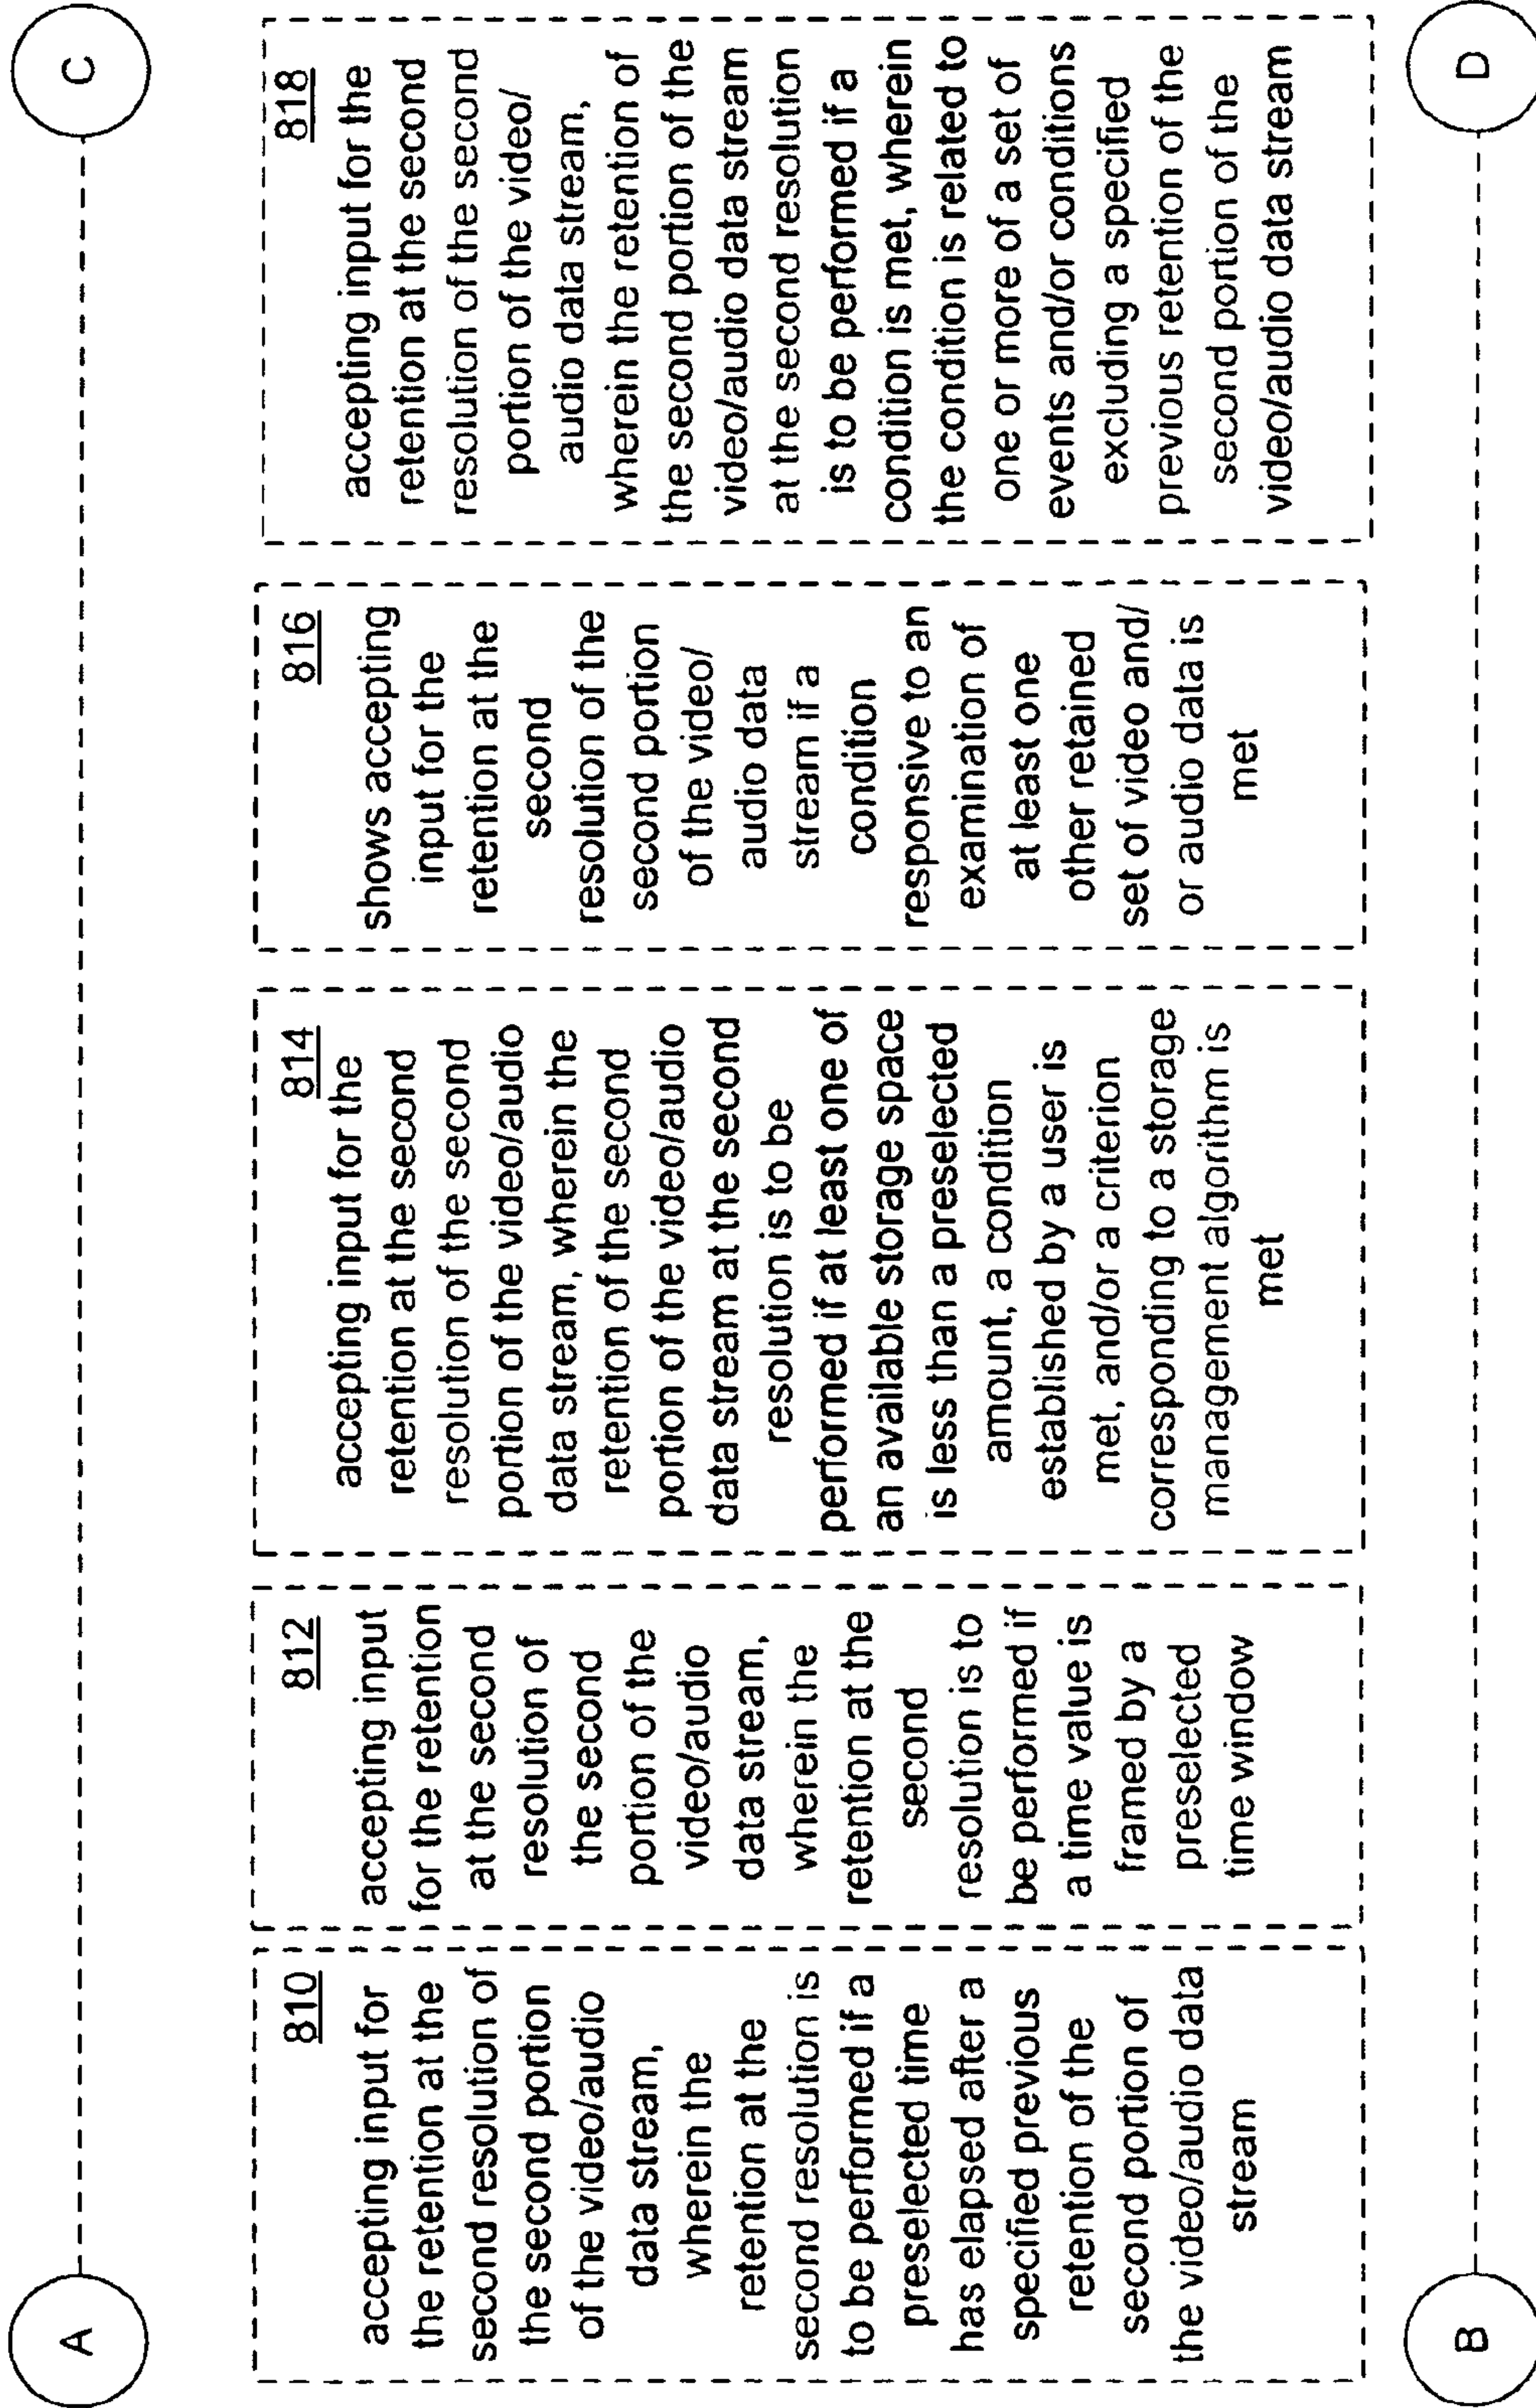 A
C
810
accepting input for
the retention at the
second resolution of
the second portion
of the video/audio
data stream,
wherein the
retention at the
second resolution is
to be performed if a
preselected time
has elapsed after a
specified previous
retention of the
second portion of
the video/audio data
stream
812
accepting input
for the retention
at the second
resolution of
the second
portion of the
video/audio
data stream,
wherein the
retention at the
second
resolution is to
be performed if
a time value is
framed by a
preselected
time window
814
accepting input for the
retention at the second
resolution of the second
portion of the video/audio
data stream, wherein the
retention of the second
portion of the video/audio
data stream at the second
resolution is to be
performed if at least one of
an available storage space
is less than a preselected
amount, a condition
established by a user is
met, and/or a criterion
corresponding to a storage
management algorithm is
met
816
shows accepting
input for the
retention at the
second
resolution of the
second portion
of the video/
audio data
stream if a
condition
responsive to an
examination of
at least one
other retained
set of video and/
or audio data is
met
818
accepting input for the
retention at the second
resolution of the second
portion of the video/
audio data stream,
wherein the retention of
the second portion of the
video/audio data stream
at the second resolution
is to be performed if a
condition is met, wherein
the condition is related to
one or more of a set of
events and/or conditions
excluding a specified
previous retention of the
second portion of the
video/audio data stream
B
D